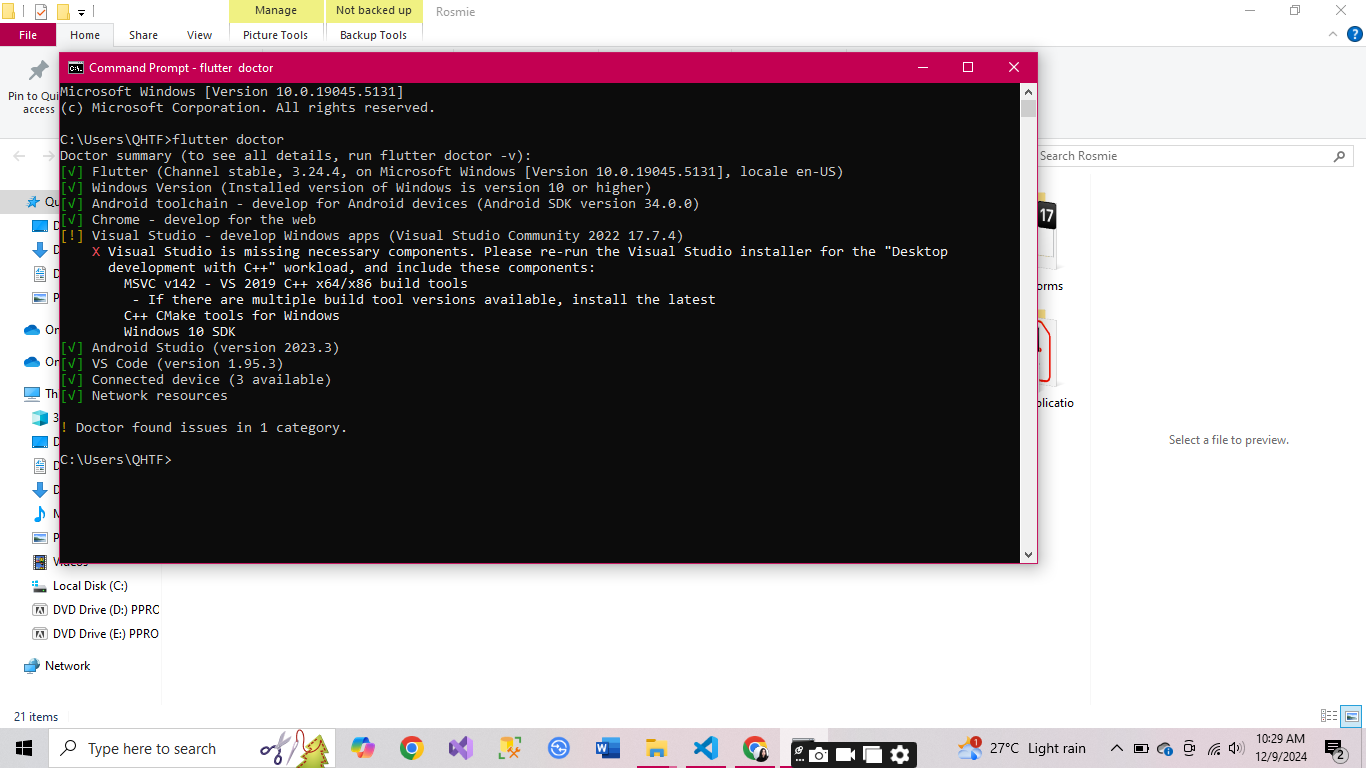 Manage
Not backed up
Rosmie
File
Home
Share
View
Picture Tools
Backup Tools
Command Prompt - flutter doctor
Pin to Qui
access
Microsoft Windows [Version 10.0.19045.5131]
(c) Microsoft Corporation. All rights reserved.
C:\Users\QHTF>flutter doctor
Doctor summary (to see all details, run flutter doctor -v):
[√] Flutter (Channel stable, 3.24.4, on Microsoft Windows [Version 10.0.19045.5131], locale en-US)
[√] Windows Version (Installed version of Windows is version 10 or higher)
[√] Android toolchain - develop for Android devices (Android SDK version 34.0.0)
[√] Chrome - develop for the web
[!] Visual Studio - develop Windows apps (Visual Studio Community 2022 17.7.4)
X Visual Studio is missing necessary components. Please re-run the Visual Studio installer for the "Desktop
development with C++" workload, and include these components:
MSVC v142 - VS 2019 C++ x64/x86 build tools
- If there are multiple build tool versions available, install the latest
C++ CMake tools for Windows
Windows 10 SDK
[√] Android Studio (version 2023.3)
[√] VS Code (version 1.95.3)
[√] Connected device (3 available)
[√] Network resources
! Doctor found issues in 1 category.
C:\Users\QHTF>
Search Rosmie
17
orms
plicatio
Select a file to preview.
Qu
D
D
D
P
On
On
Th
3
D
D
D
M
P
Videos
Local Disk (C:)
DVD Drive (D:) PPRO
DVD Drive (E:) PPRO
Network
21 items
Type here to search
1
27°C Light rain
10:29 AM
12/9/2024
2